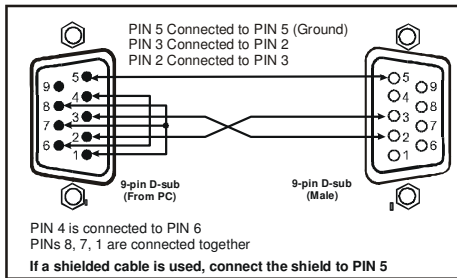 PIN 5 Connected to PIN 5 (Ground)
PIN 3 Connected to PIN 2
PIN 2 Connected to PIN 3
5
9
4
8
3
7
2
6
1
5
9
4
8
3
7
2
6
1
9-pin D-sub
(From PC)
9-pin D-sub
(Male)
PIN 4 is connected to PIN 6
PINs 8, 7, 1 are connected together
If a shielded cable is used, connect the shield to PIN 5